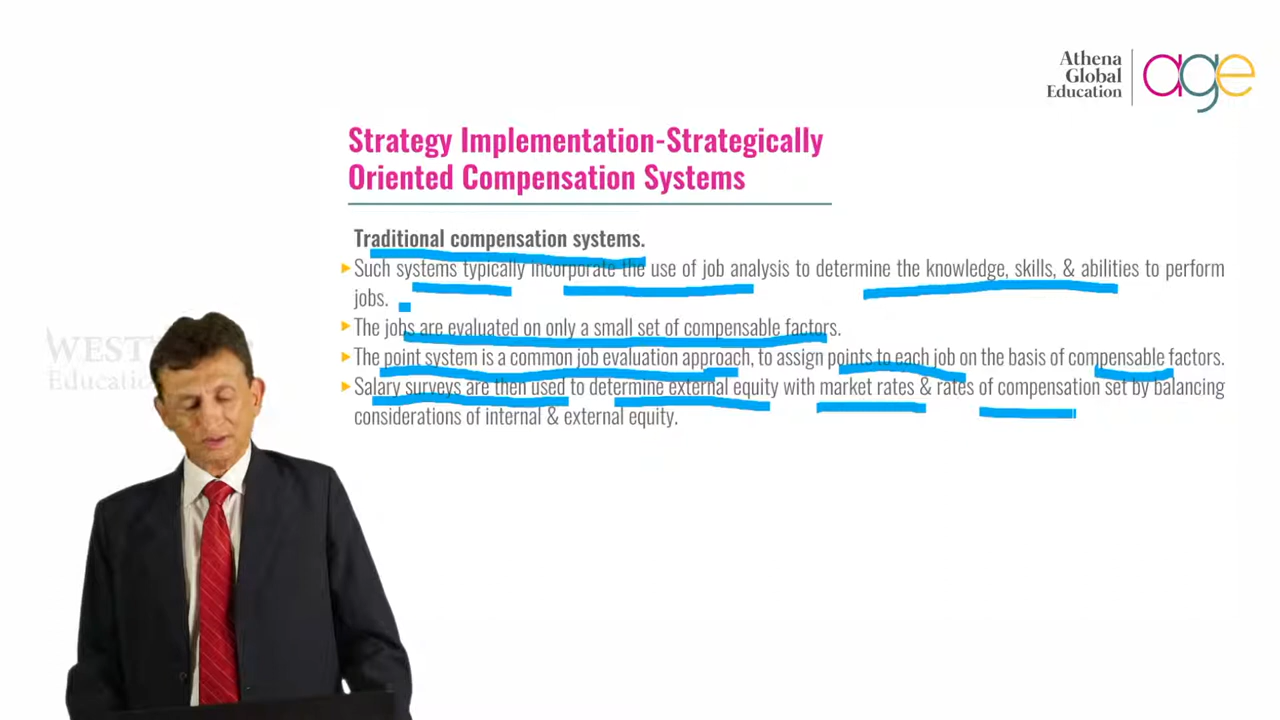 Athena
Global
Education
age
Strategy Implementation-Strategically
Oriented Compensation Systems
Traditional compensation systems.
Such systems typically incorporate the use of job analysis to determine the knowledge, skills, & abilities to perform
jobs.
The jobs are evaluated on only a small set of compensable factors.
The point system is a common job evaluation approach, to assign points to each job on the basis of compensable factors.
Salary surveys are then used to determine external equity with market rates & rates of compensation set by balancing
considerations of internal & external equity.
WEST
Educatio